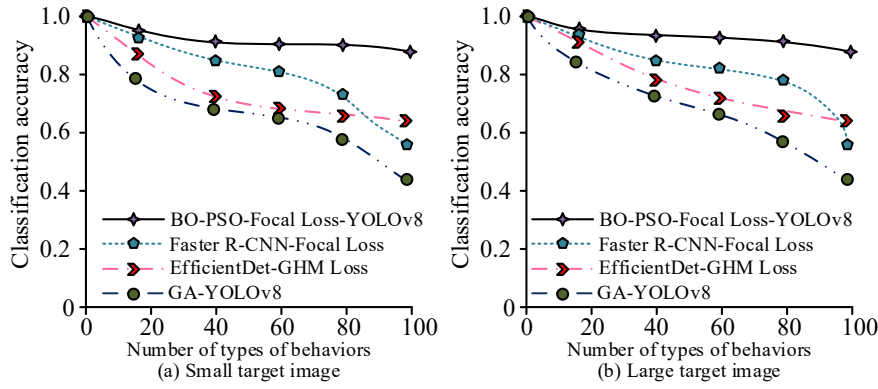 Classification accuracy
1.0
0.8
0.6
0.4
0.2
0
BO-PSO-Focal Loss-YOLOv8
Faster R-CNN-Focal Loss
EfficientDet-GHM Loss
GA-YOLOv8
0 20 40 60 80 100
Number of types of behaviors
(a) Small target image
Classification accuracy
1.0
0.8
0.6
0.4
0.2
0
BO-PSO-Focal Loss-YOLOv8
Faster R-CNN-Focal Loss
EfficientDet-GHM Loss
GA-YOLOv8
0 20 40 60 80 100
Number of types of behaviors
(b) Large target image